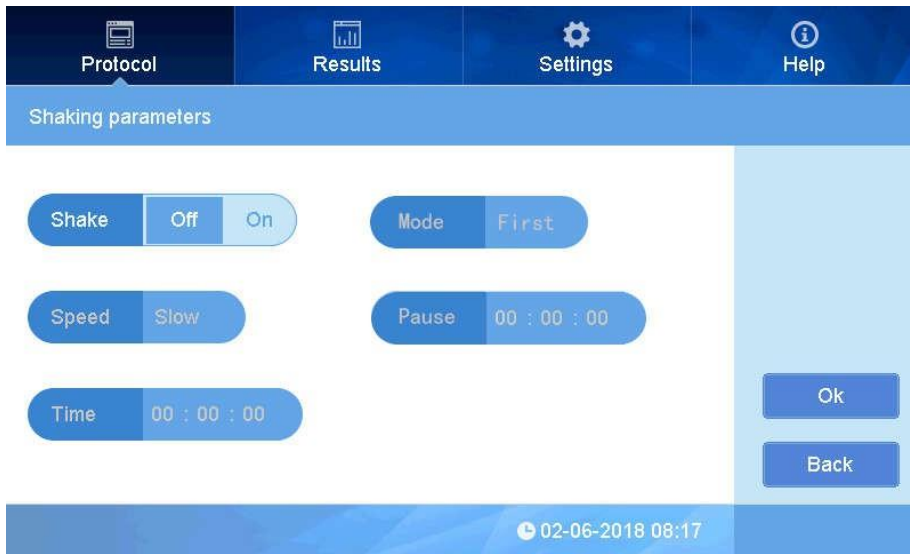 Protocol
Results
Settings
Help
Shaking parameters
Shake Off On
Mode First
Speed Slow
Pause 00 : 00 : 00
Time 00 : 00 : 00
Ok
Back
02-06-2018 08:17